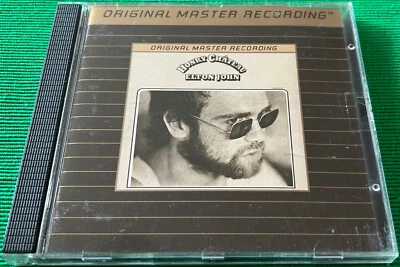 ORIGINAL MASTER RECORDING™
ORIGINAL MASTER RECORDING
HONKY CHÂTEAU
ELTON JOHN